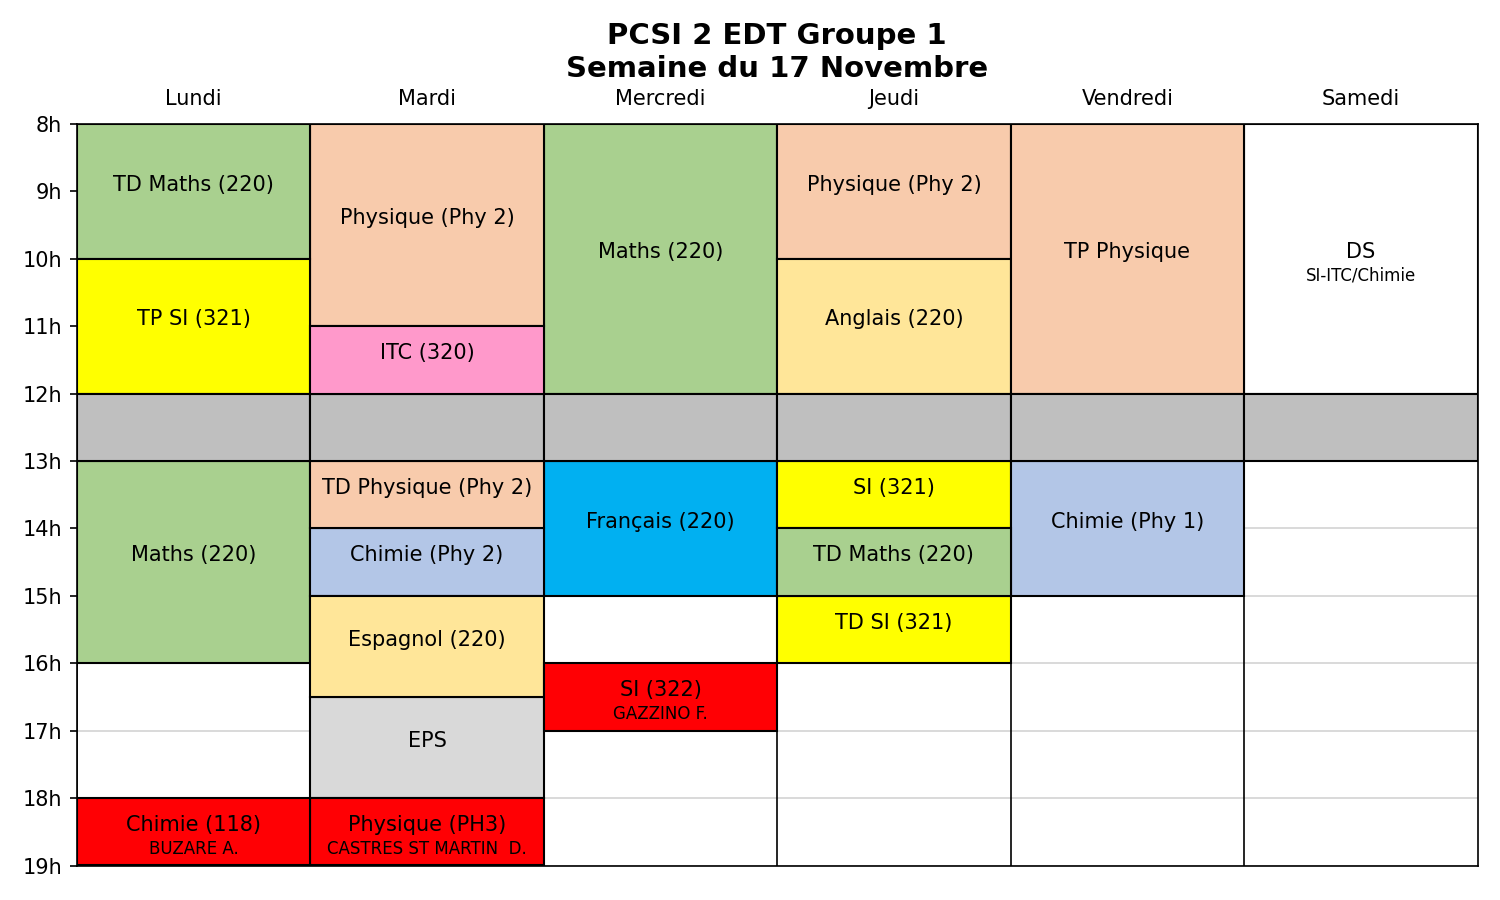 PCSI 2 EDT Groupe 1
Semaine du 17 Novembre
Lundi
Mardi
Mercredi
Jeudi
Vendredi
Samedi
8h
9h
10h
11h
12h
13h
14h
15h
16h
17h
18h
19h
TD Maths (220)
TP SI (321)
Maths (220)
Chimie (118)
BUZARE A.
Physique (Phy 2)
ITC (320)
TD Physique (Phy 2)
Chimie (Phy 2)
Espagnol (220)
EPS
Physique (PH3)
CASTRES ST MARTIN  D.
Maths (220)
Français (220)
SI (322)
GAZZINO F.
Physique (Phy 2)
Anglais (220)
SI (321)
TD Maths (220)
TD SI (321)
TP Physique
Chimie (Phy 1)
DS
SI-ITC/Chimie